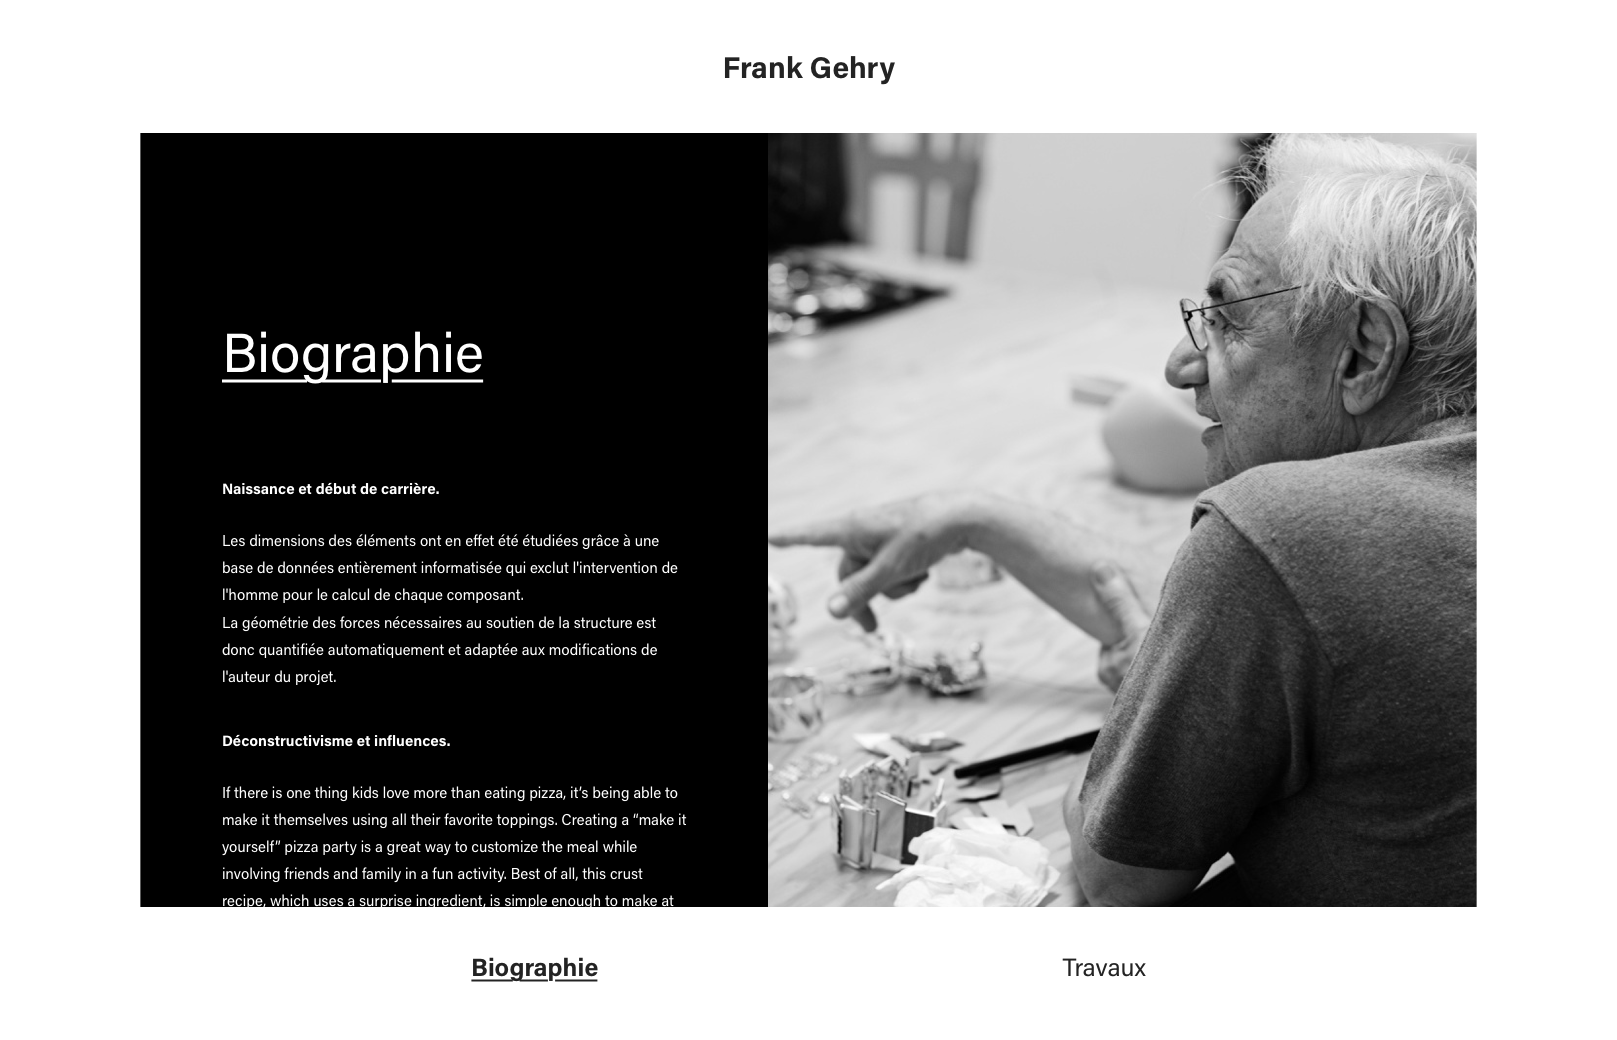 Frank Gehry
Biographie
Naissance et début de carrière.
Les dimensions des éléments ont en effet été étudiées grâce à une
base de données entièrement informatisée qui exclut l'intervention de
l'homme pour le calcul de chaque composant.
La géométrie des forces nécessaires au soutien de la structure est
donc quantifiée automatiquement et adaptée aux modifications de
l'auteur du projet.
Déconstructivisme et influences.
If there is one thing kids love more than eating pizza, it’s being able to
make it themselves using all their favorite toppings. Creating a “make it
yourself” pizza party is a great way to customize the meal while
involving friends and family in a fun activity. Best of all, this crust
recipe, which uses a surprise ingredient, is simple enough to make at
Biographie
Travaux